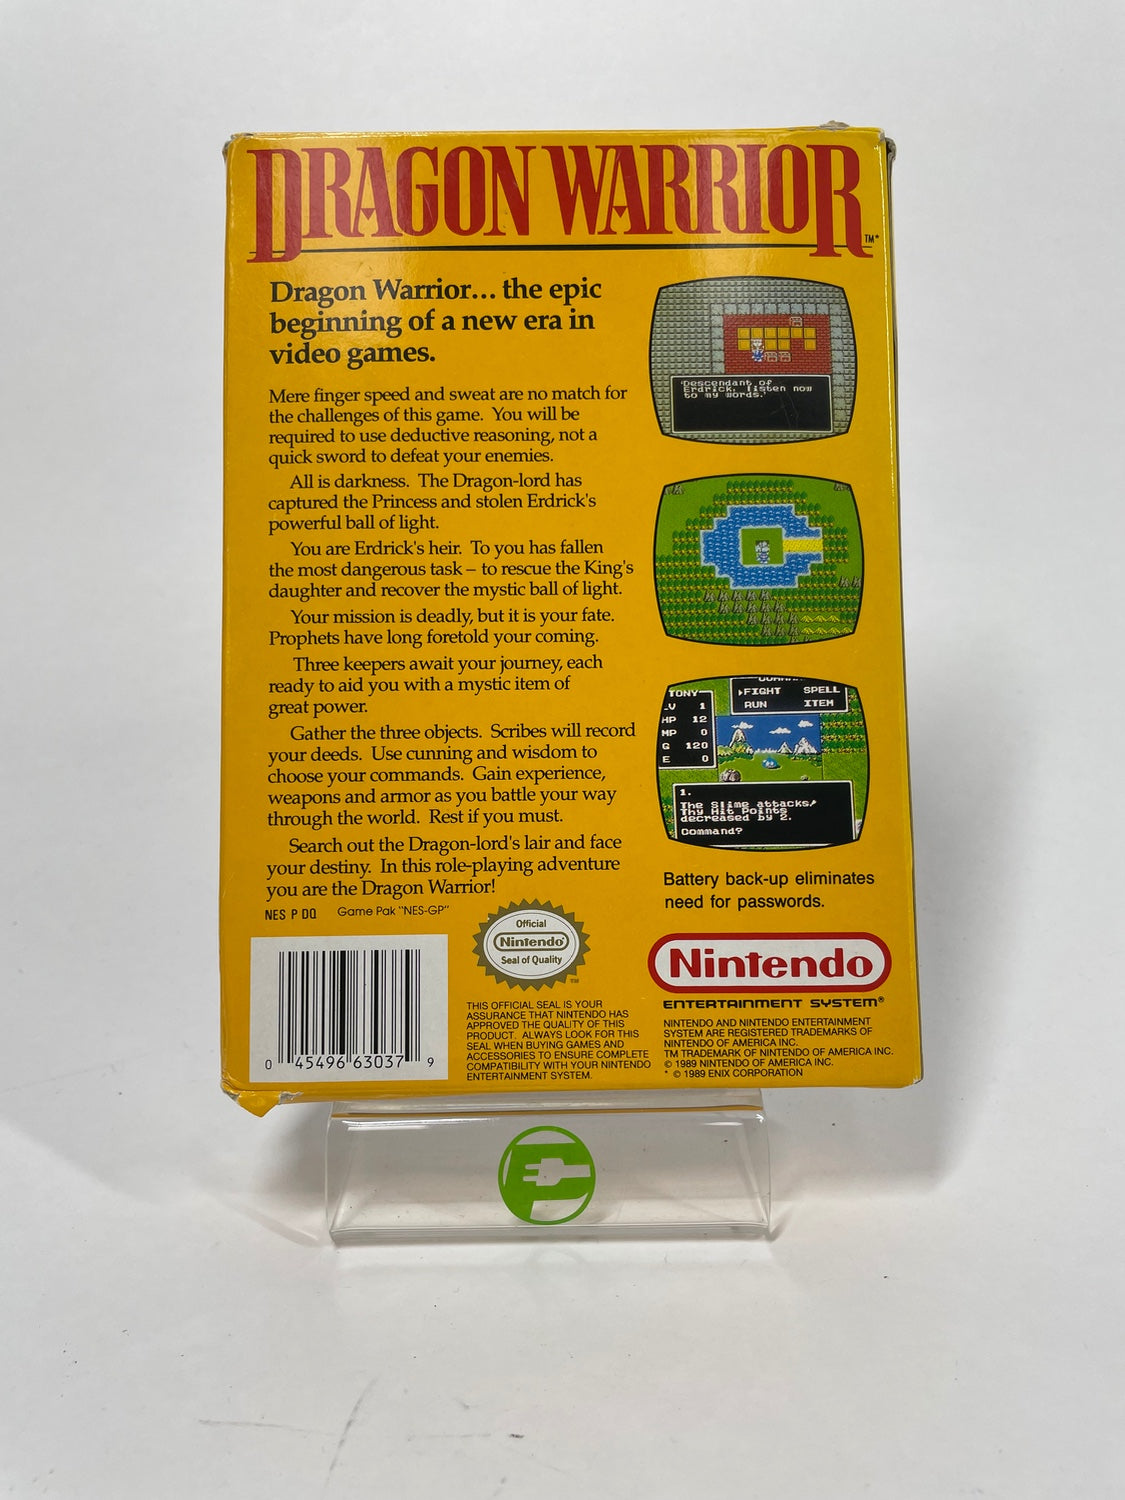 DRAGON WARRIOR
™*
Dragon Warrior... the epic
beginning of a new era in
video games.
Mere finger speed and sweat are no match for
the challenges of this game. You will be
required to use deductive reasoning, not a
quick sword to defeat your enemies.
All is darkness. The Dragon-lord has
captured the Princess and stolen Erdrick's
powerful ball of light.
You are Erdrick's heir. To you has fallen
the most dangerous task – to rescue the King's
daughter and recover the mystic ball of light.
Your mission is deadly, but it is your fate.
Prophets have long foretold your coming.
Three keepers await your journey, each
ready to aid you with a mystic item of
great power.
Gather the three objects. Scribes will record
your deeds. Use cunning and wisdom to
choose your commands. Gain experience,
weapons and armor as you battle your way
through the world. Rest if you must.
Search out the Dragon-lord's lair and face
your destiny. In this role-playing adventure
you are the Dragon Warrior!
NES P DQ Game Pak "NES-GP"
0 45496 63037 9
Official
Nintendo®
Seal of Quality
™
THIS OFFICIAL SEAL IS YOUR
ASSURANCE THAT NINTENDO HAS
APPROVED THE QUALITY OF THIS
PRODUCT. ALWAYS LOOK FOR THIS
SEAL WHEN BUYING GAMES AND
ACCESSORIES TO ENSURE COMPLETE
COMPATIBILITY WITH YOUR NINTENDO
ENTERTAINMENT SYSTEM.
'Descendant of
Erdrick, listen now
to my words.'
TONY
LV 1
HP 12
MP 0
G 120
E 0
FIGHT SPELL
RUN ITEM
1.
The Slime attacks!
Thy Hit Points
decreased by 2.
Command?
Battery back-up eliminates
need for passwords.
Nintendo
ENTERTAINMENT SYSTEM®
NINTENDO AND NINTENDO ENTERTAINMENT
SYSTEM ARE REGISTERED TRADEMARKS OF
NINTENDO OF AMERICA INC.
TM TRADEMARK OF NINTENDO OF AMERICA INC.
© 1989 NINTENDO OF AMERICA INC.
* © 1989 ENIX CORPORATION